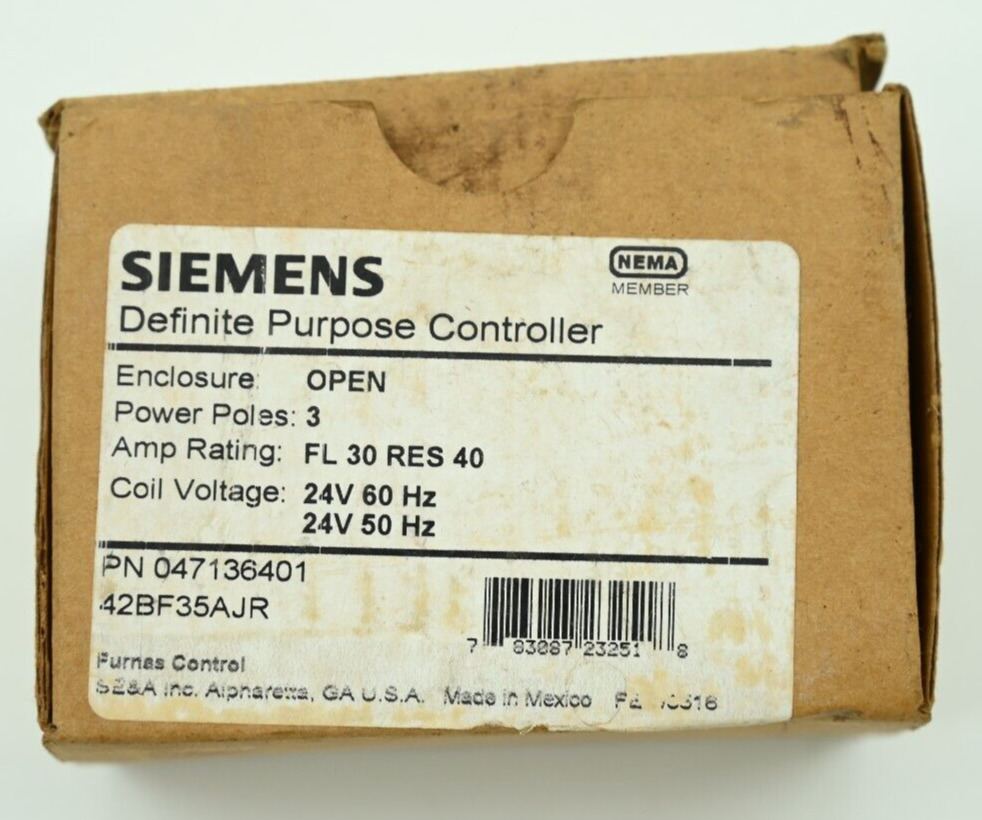 SIEMENS
NEMA
MEMBER
Definite Purpose Controller
Enclosure: OPEN
Power Poles: 3
Amp Rating: FL 30 RES 40
Coil Voltage: 24V 60 Hz
24V 50 Hz
PN 047136401
42BF35AJR
7 83087 23251 8
Furnas Control
SE&A Inc. Alpharetta, GA U.S.A. Made in Mexico